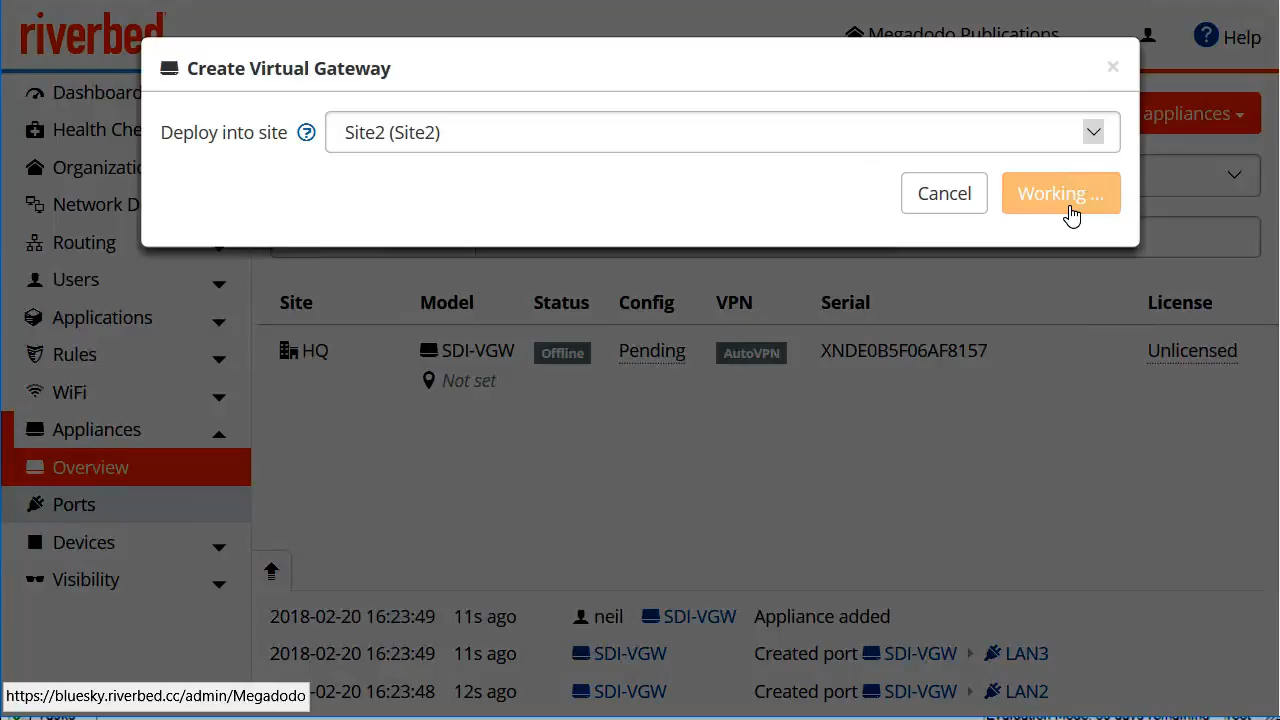 riverbed
Megadodo Publications
Help
Create Virtual Gateway
×
Deploy into site ? Site2 (Site2)
Cancel
Working ...
appliances
Dashboard
Health Che
Organizatio
Network D
Routing
Users
Applications
Rules
WiFi
Appliances
Overview
Ports
Devices
Visibility
Site Model Status Config VPN Serial License
HQ SDI-VGW Offline Pending AutoVPN XNDE0B5F06AF8157 Unlicensed
Not set
2018-02-20 16:23:49 11s ago neil SDI-VGW Appliance added
2018-02-20 16:23:49 11s ago SDI-VGW Created port SDI-VGW LAN3
-02-20 16:23:48 12s ago SDI-VGW Created port SDI-VGW LAN2
https://bluesky.riverbed.cc/admin/Megadodo